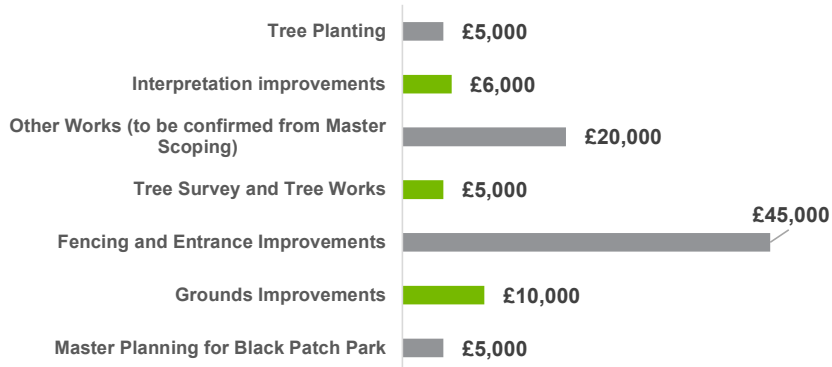 Tree Planting £5,000
Interpretation improvements £6,000
Other Works (to be confirmed from Master
Scoping) £20,000
Tree Survey and Tree Works £5,000
Fencing and Entrance Improvements £45,000
Grounds Improvements £10,000
Master Planning for Black Patch Park £5,000